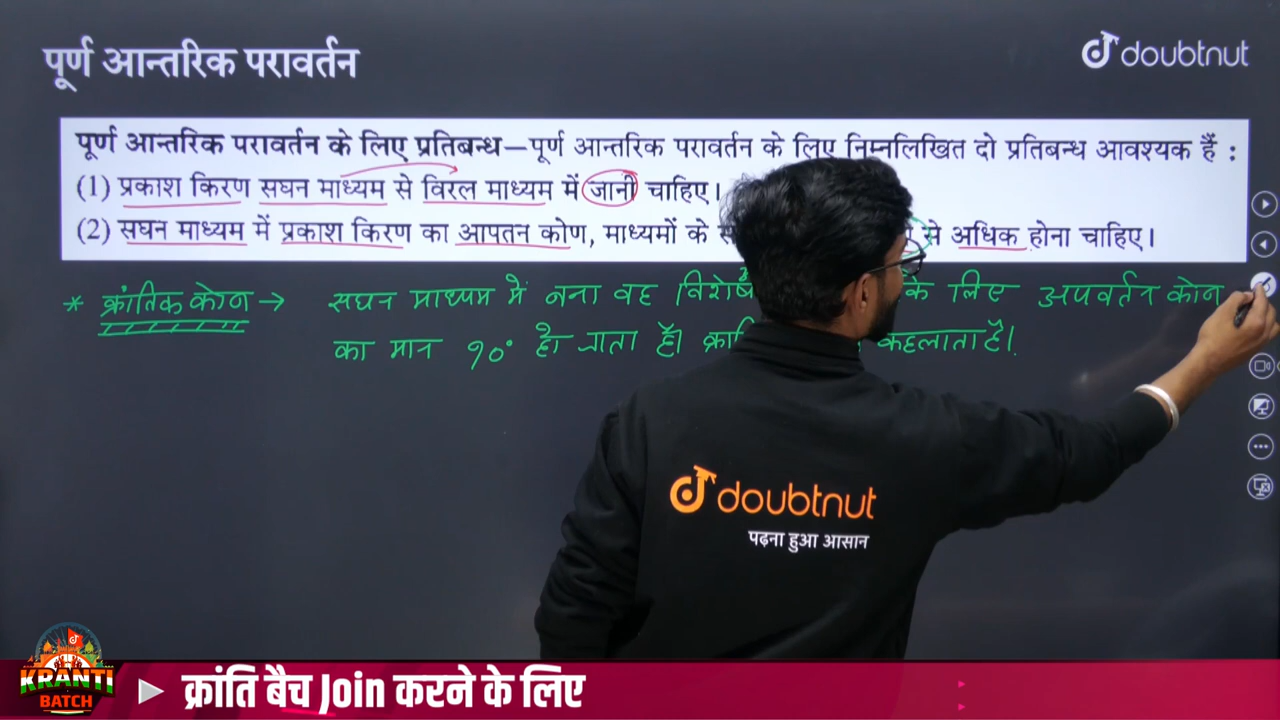 पूर्ण आन्तरिक परावर्तन
doubtnut
पूर्ण आन्तरिक परावर्तन के लिए प्रतिबन्ध—पूर्ण आन्तरिक परावर्तन के लिए निम्नलिखित दो प्रतिबन्ध आवश्यक हैं :
(1) प्रकाश किरण सघन माध्यम से विरल माध्यम में जानी चाहिए।
(2) सघन माध्यम में प्रकाश किरण का आपतन कोण, माध्यमों के से अधिक होना चाहिए।
* क्रांतिक कोण → सघन माध्यम में बना वह के लिए अपवर्तन कोन
का मान 90° हो जाता है। कहलाता है।
doubtnut
पढ़ना हुआ आसान
KRANTI
BATCH
क्रांति बैच Join करने के लिए